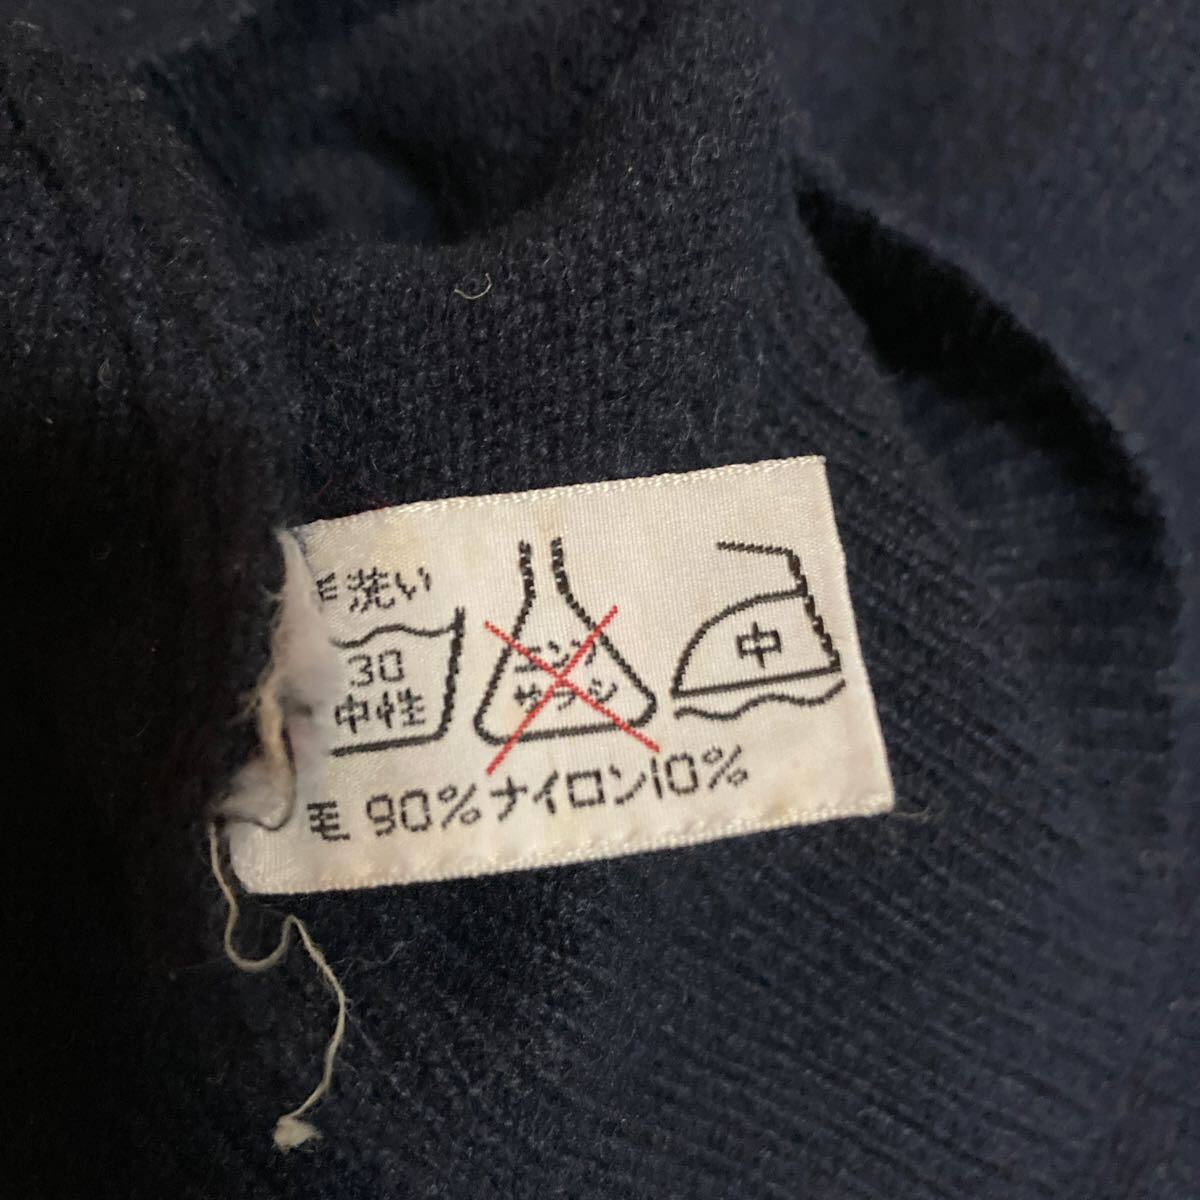 手洗い
30
中性
エンソ
サラシ
中
毛 90% ナイロン10%